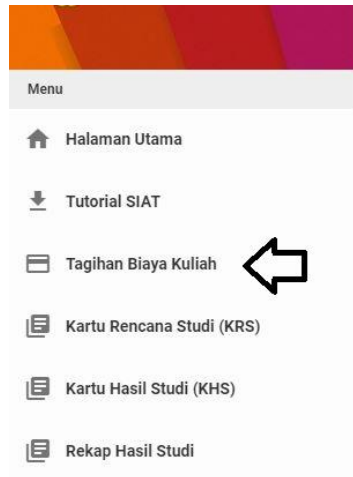 Menu
Halaman Utama
Tutorial SIAT
Tagihan Biaya Kuliah
Kartu Rencana Studi (KRS)
Kartu Hasil Studi (KHS)
Rekap Hasil Studi